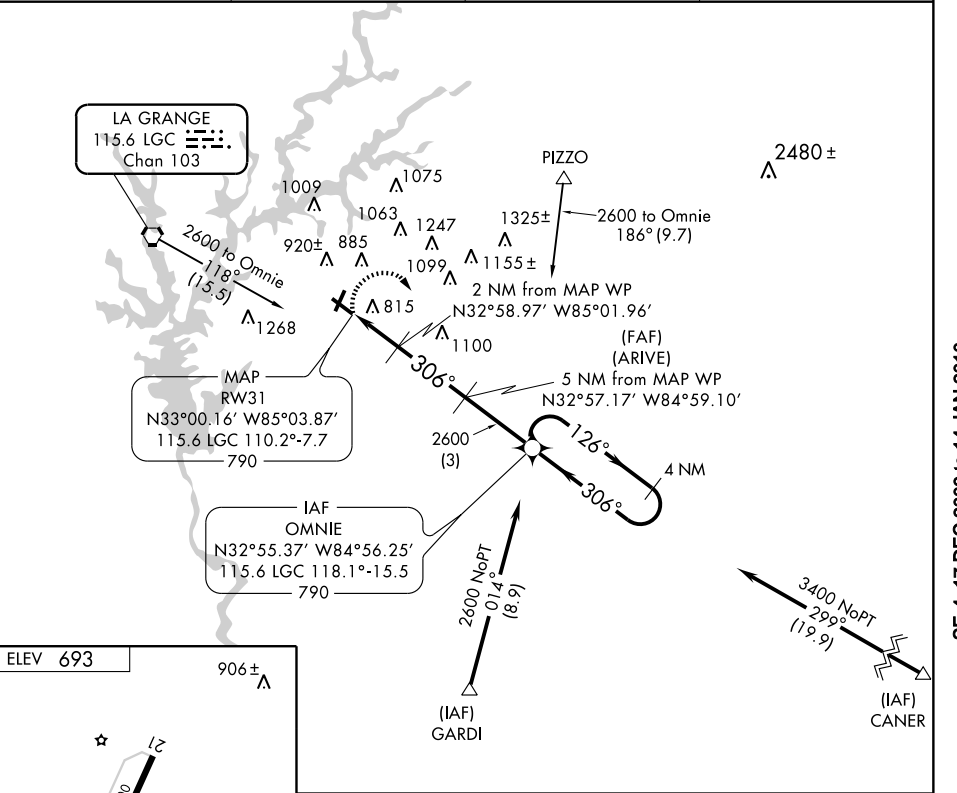 LA GRANGE
115.6 LGC
Chan 103
2600 to Omnie
118°
(15.5)
1268
1009
1075
1063
1247
920±
885
1099
1325±
1155±
815
1100
PIZZO
2600 to Omnie
186° (9.7)
2480±
2 NM from MAP WP
N32°58.97' W85°01.96'
(FAF)
(ARIVE)
5 NM from MAP WP
N32°57.17' W84°59.10'
306°
2600
(3)
MAP
RW31
N33°00.16' W85°03.87'
115.6 LGC 110.2°-7.7
790
126°
306°
4 NM
IAF
OMNIE
N32°55.37' W84°56.25'
115.6 LGC 118.1°-15.5
790
2600 NoPT
014°
(8.9)
(IAF)
GARDI
3400 NoPT
299°
(19.9)
(IAF)
CANER
ELEV 693
906±
21